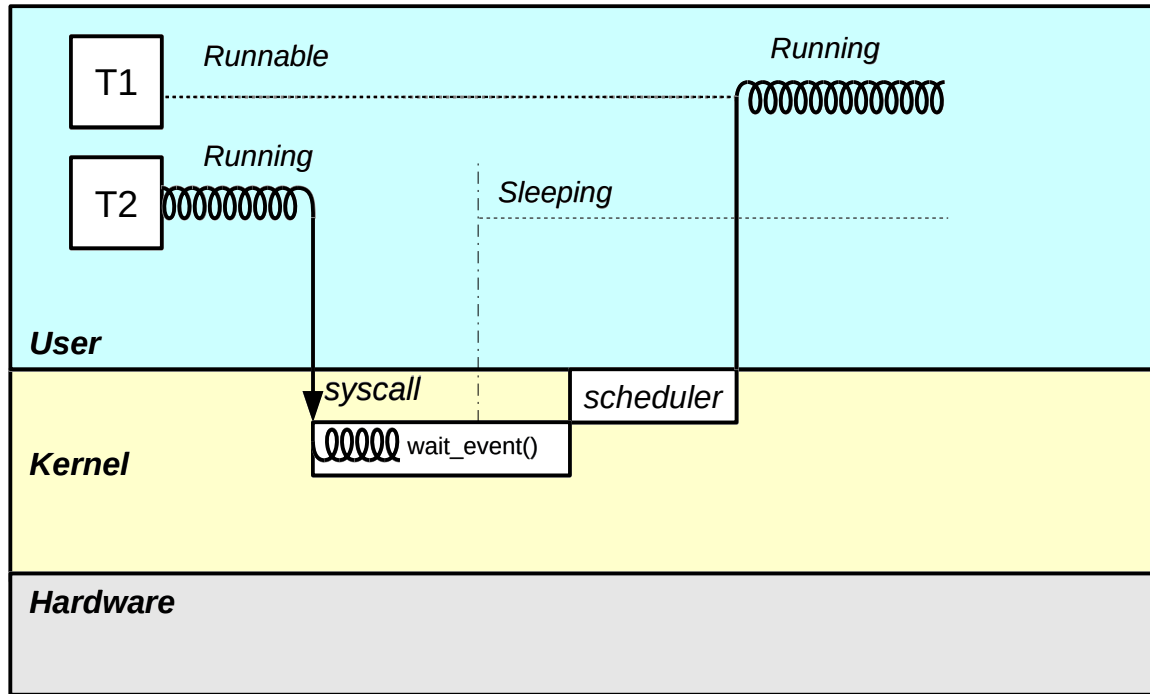 T1
Runnable
Running
T2
Running
Sleeping
User
syscall
scheduler
wait_event()
Kernel
Hardware